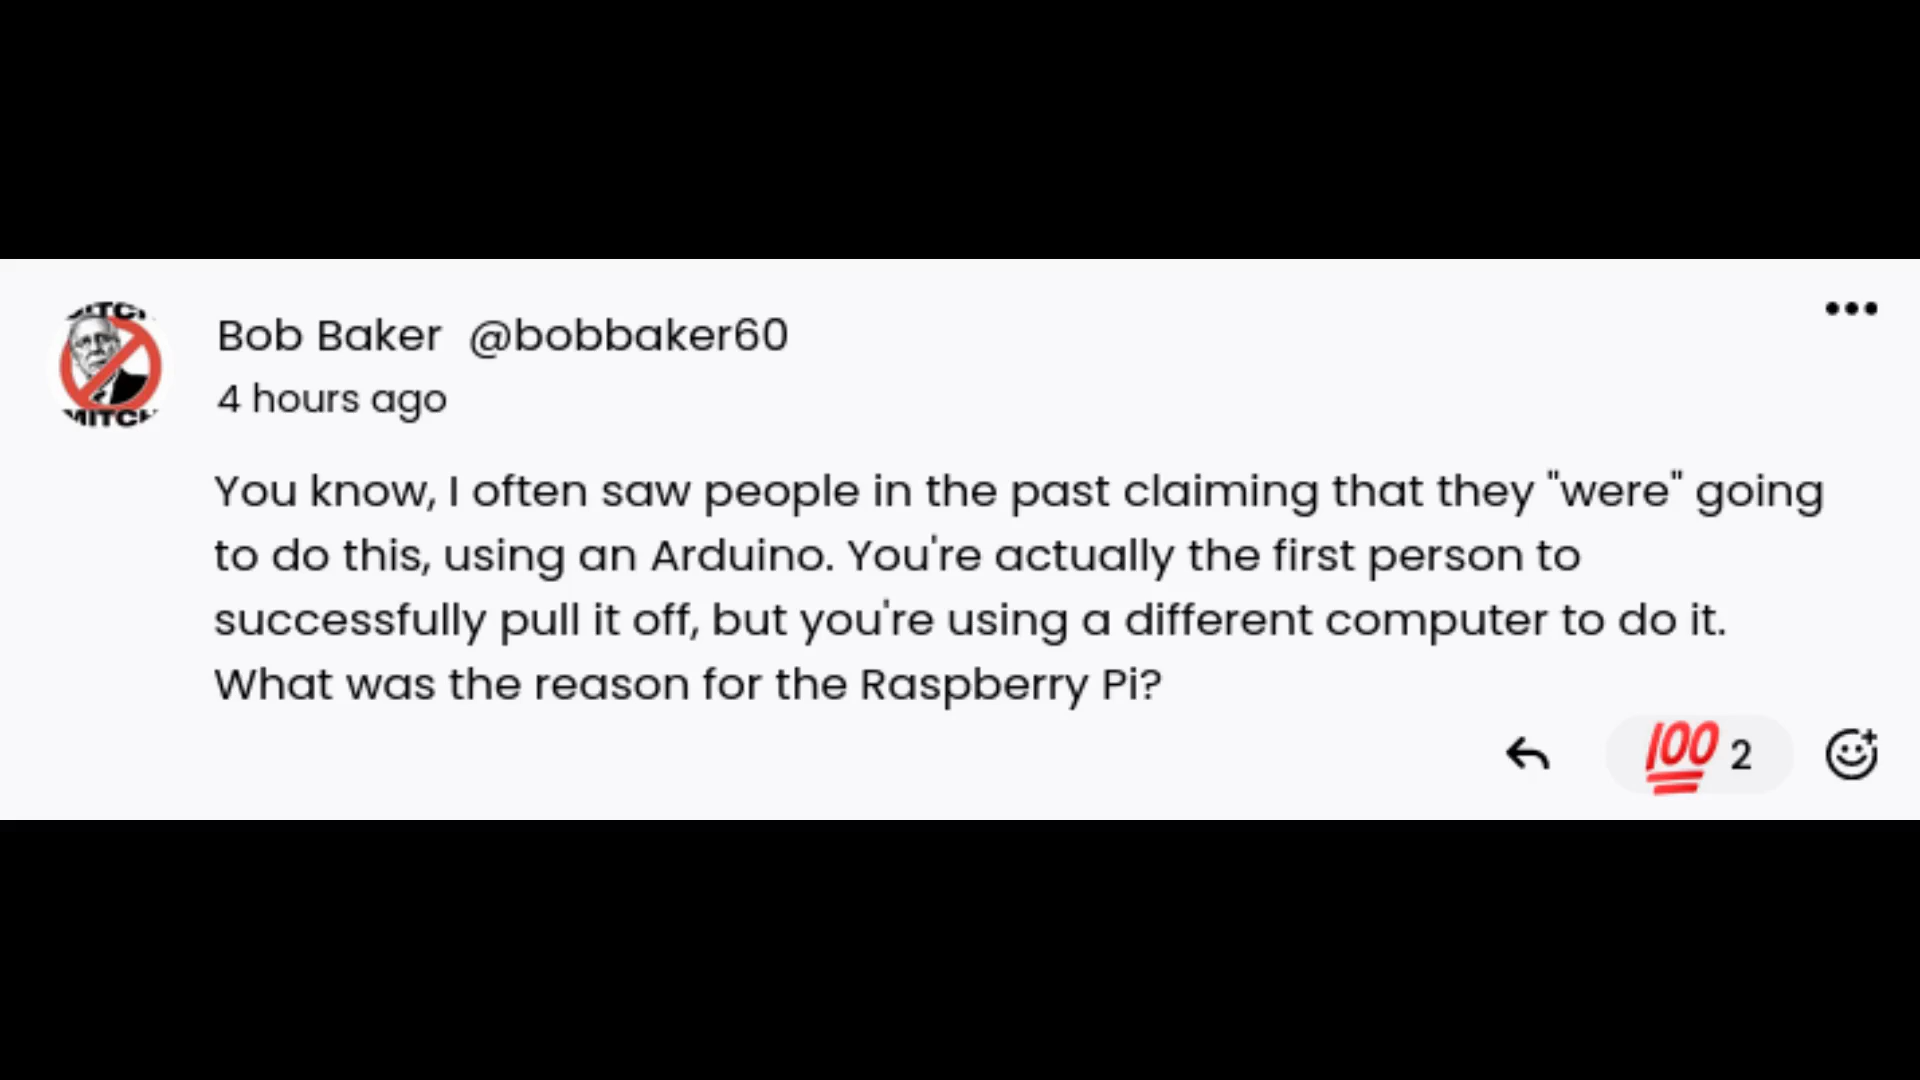 Bob Baker @bobbaker60
4 hours ago
You know, I often saw people in the past claiming that they "were" going
to do this, using an Arduino. You're actually the first person to
successfully pull it off, but you're using a different computer to do it.
What was the reason for the Raspberry Pi?
💯 2